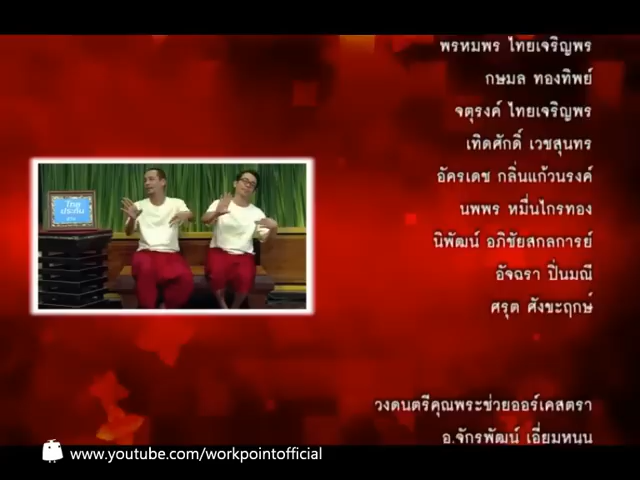 พรหมพร ไทยเจริญพร
กษมล ทองทิพย์
จตุรงค์ ไทยเจริญพร
เทิดศักดิ์ เวชสุนทร
อัครเดช กลิ่นแก้วนรงค์
นพพร หมื่นไกรทอง
นิพัฒน์ อภิชัยสกลการย์
อัจฉรา ปิ่นมณี
ศรุต ศังขะฤกษ์
ไทย
ประกัน
วงดนตรีคุณพระช่วยออร์เคสตรา
อ.จักรพัฒน์ เอี่ยมหนุน
www.youtube.com/workpointofficial